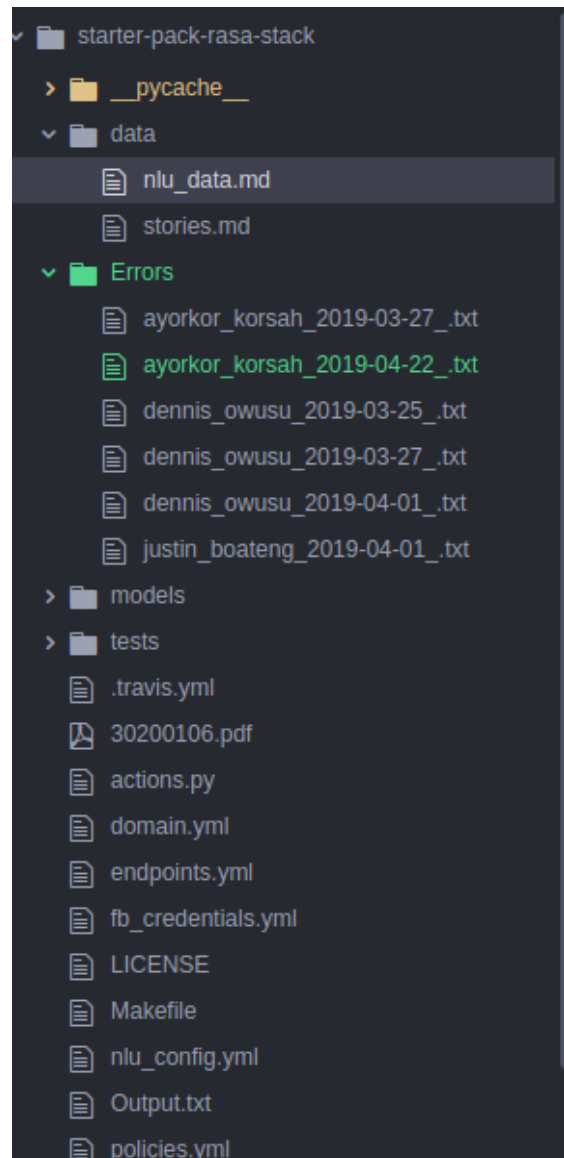 starter-pack-rasa-stack
__pycache__
data
nlu_data.md
stories.md
Errors
ayorkor_korsah_2019-03-27_.txt
ayorkor_korsah_2019-04-22_.txt
dennis_owusu_2019-03-25_.txt
dennis_owusu_2019-03-27_.txt
dennis_owusu_2019-04-01_.txt
justin_boateng_2019-04-01_.txt
models
tests
.travis.yml
30200106.pdf
actions.py
domain.yml
endpoints.yml
fb_credentials.yml
LICENSE
Makefile
nlu_config.yml
Output.txt
policies.yml